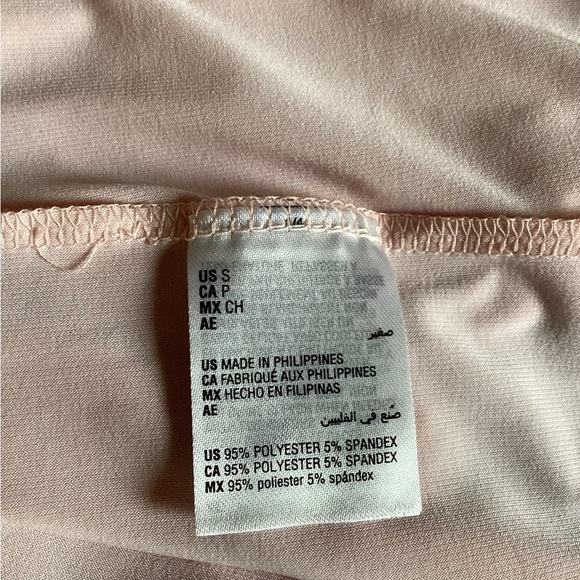 US S
CA P
MX CH
AE
صغير
US MADE IN PHILIPPINES
CA FABRIQUÉ AUX PHILIPPINES
MX HECHO EN FILIPINAS
AE
صنع في الفليبين
US 95% POLYESTER 5% SPANDEX
CA 95% POLYESTER 5% SPANDEX
MX 95% poliester 5% spándex